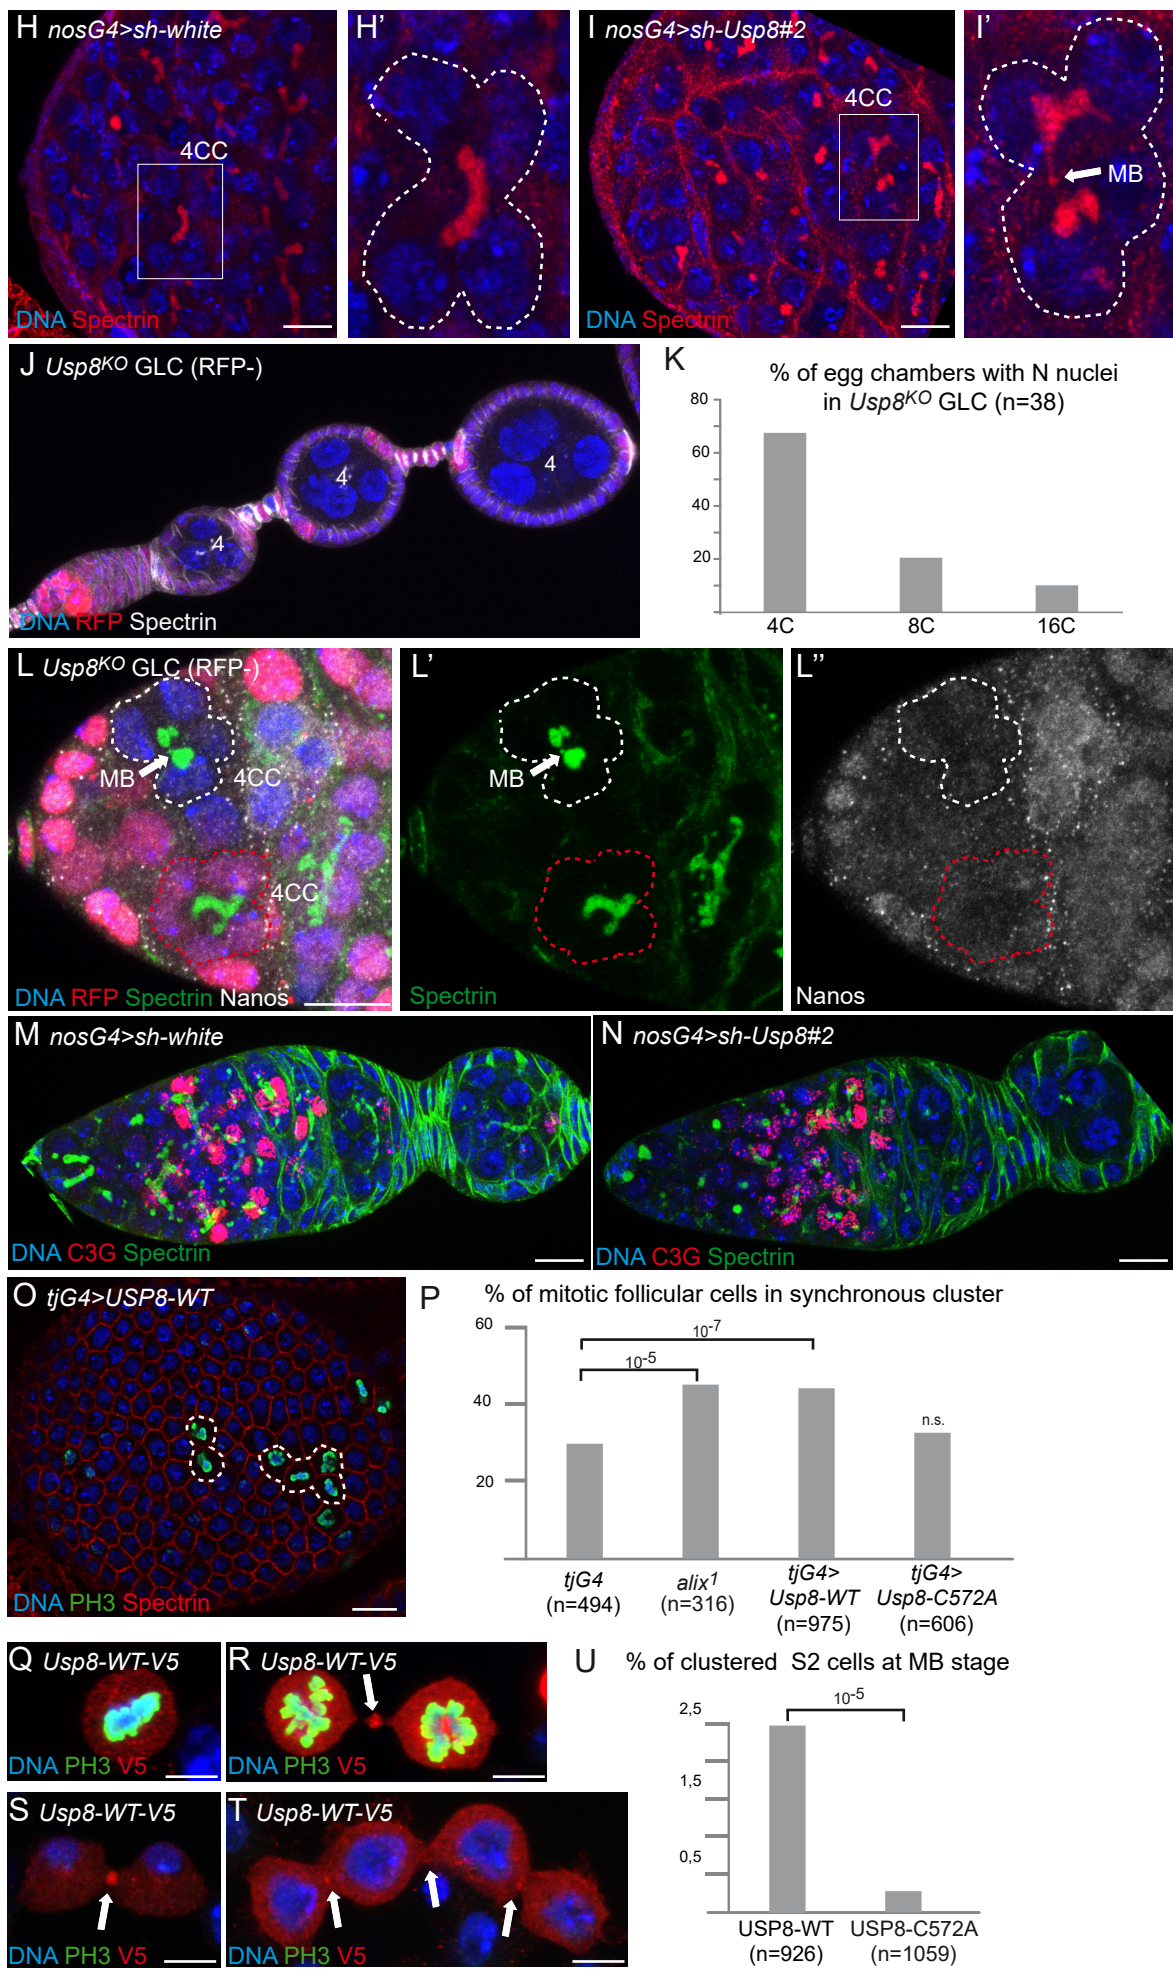 H nosG4>sh-white
4CC
DNA Spectrin
H'
I nosG4>sh-Usp8#2
4CC
DNA Spectrin
I'
MB
J Usp8KO GLC (RFP-)
4
4
4
DNA RFP Spectrin
K
% of egg chambers with N nuclei
in Usp8KO GLC (n=38)
80
60
40
20
4C 8C 16C
L Usp8KO GLC (RFP-)
MB
4CC
4CC
DNA RFP Spectrin Nanos
L'
MB
Spectrin
L''
Nanos
M nosG4>sh-white
DNA C3G Spectrin
N nosG4>sh-Usp8#2
DNA C3G Spectrin
O tjG4>USP8-WT
DNA PH3 Spectrin
P % of mitotic follicular cells in synchronous cluster
60
40
20
10-7
10-5
n.s.
tjG4
(n=494)
alix1
(n=316)
tjG4>
Usp8-WT
(n=975)
tjG4>
Usp8-C572A
(n=606)
Q Usp8-WT-V5
DNA PH3 V5
R Usp8-WT-V5
DNA PH3 V5
S Usp8-WT-V5
DNA PH3 V5
T Usp8-WT-V5
DNA PH3 V5
U % of clustered S2 cells at MB stage
2,5
1,5
0,5
10-5
USP8-WT
(n=926)
USP8-C572A
(n=1059)